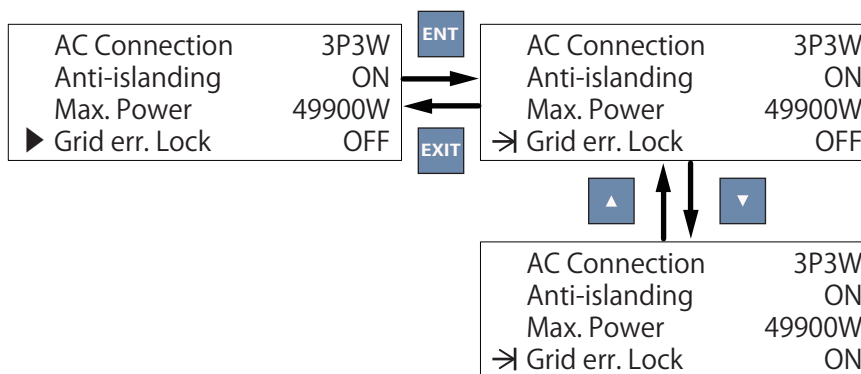 AC Connection 3P3W
Anti-islanding ON
Max. Power 49900W
Grid err. Lock OFF
ENT
EXIT
AC Connection 3P3W
Anti-islanding ON
Max. Power 49900W
Grid err. Lock OFF
AC Connection 3P3W
Anti-islanding ON
Max. Power 49900W
Grid err. Lock ON